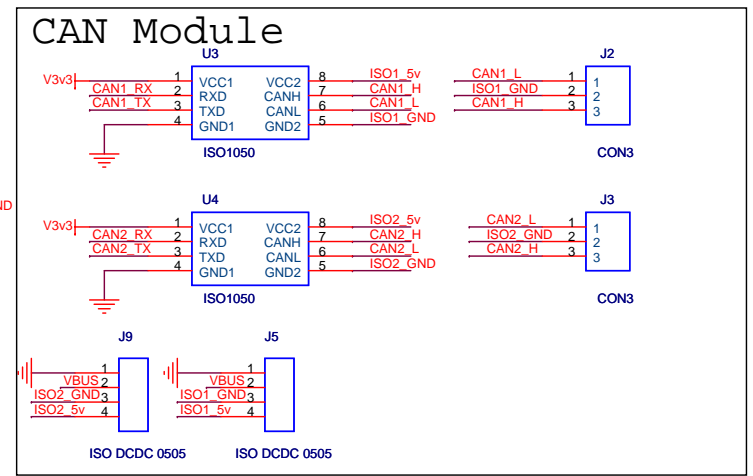 CAN Module
U3
V3v3 1 VCC1 VCC2 8 ISO1_5v
CAN1_RX 2 RXD CANH 7 CAN1_H
CAN1_TX 3 TXD CANL 6 CAN1_L
4 GND1 GND2 5 ISO1_GND
ISO1050
J2
CAN1_L 1 1
ISO1_GND 2 2
CAN1_H 3 3
CON3
ND
U4
V3v3 1 VCC1 VCC2 8 ISO2_5v
CAN2_RX 2 RXD CANH 7 CAN2_H
CAN2_TX 3 TXD CANL 6 CAN2_L
4 GND1 GND2 5 ISO2_GND
ISO1050
J3
CAN2_L 1 1
ISO2_GND 2 2
CAN2_H 3 3
CON3
J9
1
VBUS 2
ISO2_GND 3
ISO2_5v 4
ISO DCDC 0505
J5
1
VBUS 2
ISO1_GND 3
ISO1_5v 4
ISO DCDC 0505